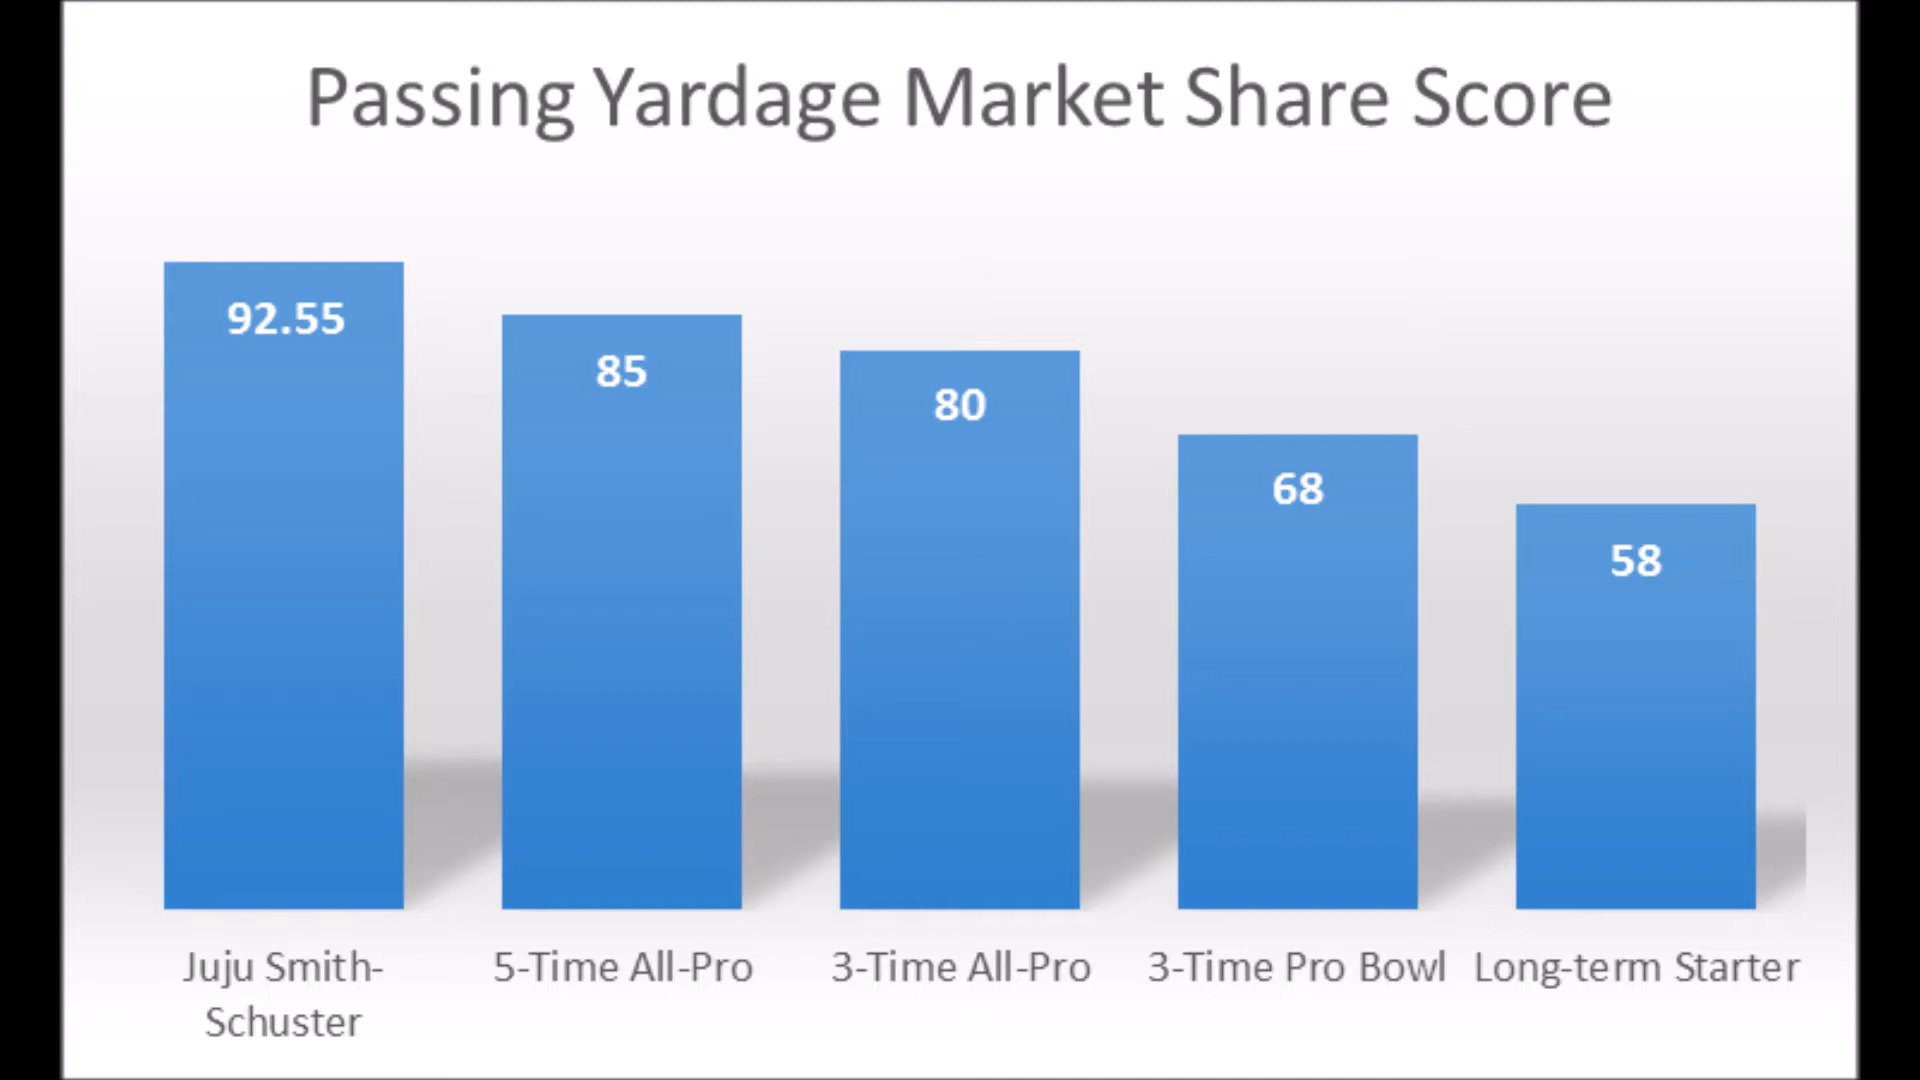 Passing Yardage Market Share Score
92.55
85
80
68
58
Juju Smith-
Schuster
5-Time All-Pro
3-Time All-Pro
3-Time Pro Bowl
Long-term Starter